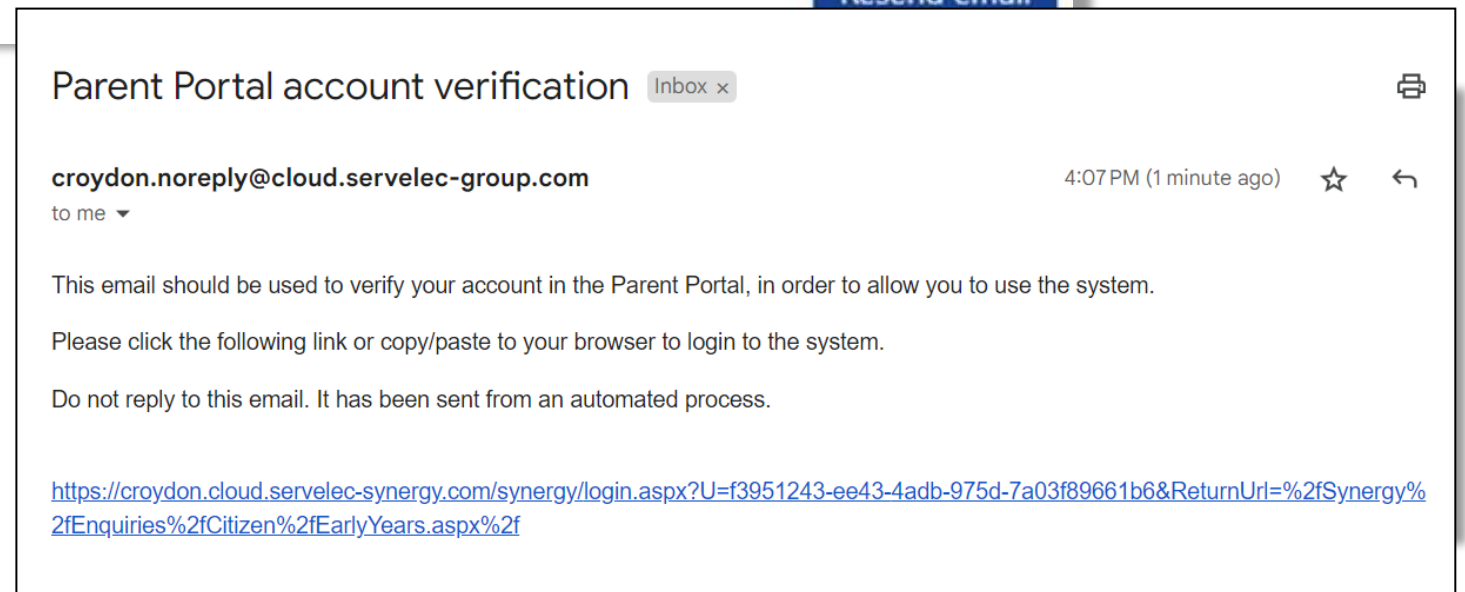 Resend email
Parent Portal account verification Inbox ×
croydon.noreply@cloud.servelec-group.com 4:07 PM (1 minute ago)
to me
This email should be used to verify your account in the Parent Portal, in order to allow you to use the system.
Please click the following link or copy/paste to your browser to login to the system.
Do not reply to this email. It has been sent from an automated process.
https://croydon.cloud.servelec-synergy.com/synergy/login.aspx?U=f3951243-ee43-4adb-975d-7a03f89661b6&ReturnUrl=%2fSynergy%
2fEnquiries%2fCitizen%2fEarlyYears.aspx%2f